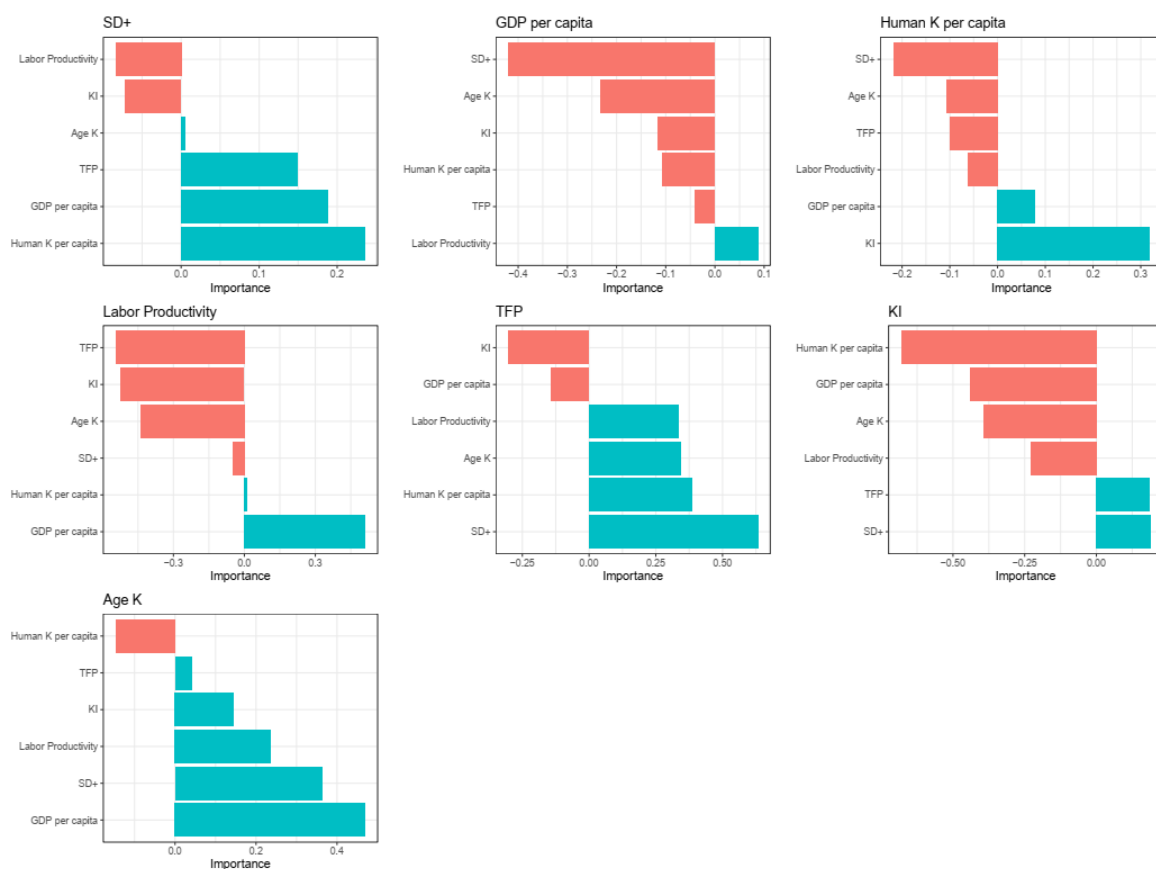 SD+
Labor Productivity
KI
Age K
TFP
GDP per capita
Human K per capita
0.0 0.1 0.2
Importance
GDP per capita
SD+
Age K
KI
Human K per capita
TFP
Labor Productivity
−0.4 −0.3 −0.2 −0.1 0.0 0.1
Importance
Human K per capita
SD+
Age K
TFP
Labor Productivity
GDP per capita
KI
−0.2 −0.1 0.0 0.1 0.2 0.3
Importance
Labor Productivity
TFP
KI
Age K
SD+
Human K per capita
GDP per capita
−0.3 0.0 0.3
Importance
TFP
KI
GDP per capita
Labor Productivity
Age K
Human K per capita
SD+
−0.25 0.00 0.25 0.50
Importance
KI
Human K per capita
GDP per capita
Age K
Labor Productivity
TFP
SD+
−0.50 −0.25 0.00
Importance
Age K
Human K per capita
TFP
KI
Labor Productivity
SD+
GDP per capita
0.0 0.2 0.4
Importance